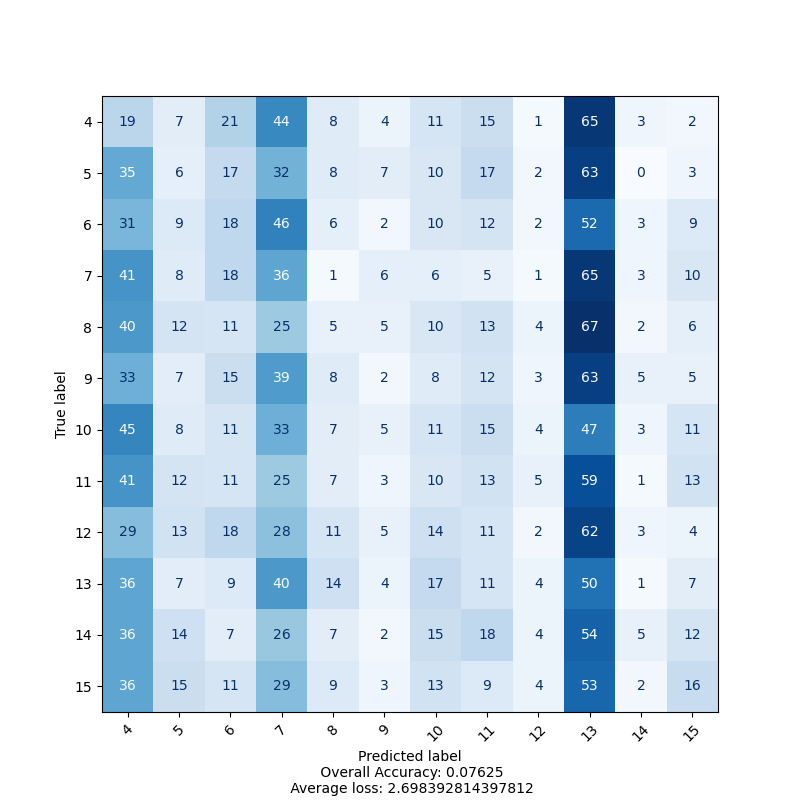 True label
4 19 7 21 44 8 4 11 15 1 65 3 2
5 35 6 17 32 8 7 10 17 2 63 0 3
6 31 9 18 46 6 2 10 12 2 52 3 9
7 41 8 18 36 1 6 6 5 1 65 3 10
8 40 12 11 25 5 5 10 13 4 67 2 6
9 33 7 15 39 8 2 8 12 3 63 5 5
10 45 8 11 33 7 5 11 15 4 47 3 11
11 41 12 11 25 7 3 10 13 5 59 1 13
12 29 13 18 28 11 5 14 11 2 62 3 4
13 36 7 9 40 14 4 17 11 4 50 1 7
14 36 14 7 26 7 2 15 18 4 54 5 12
15 36 15 11 29 9 3 13 9 4 53 2 16
4 5 6 7 8 9 10 11 12 13 14 15
Predicted label
Overall Accuracy: 0.07625
Average loss: 2.698392814397812